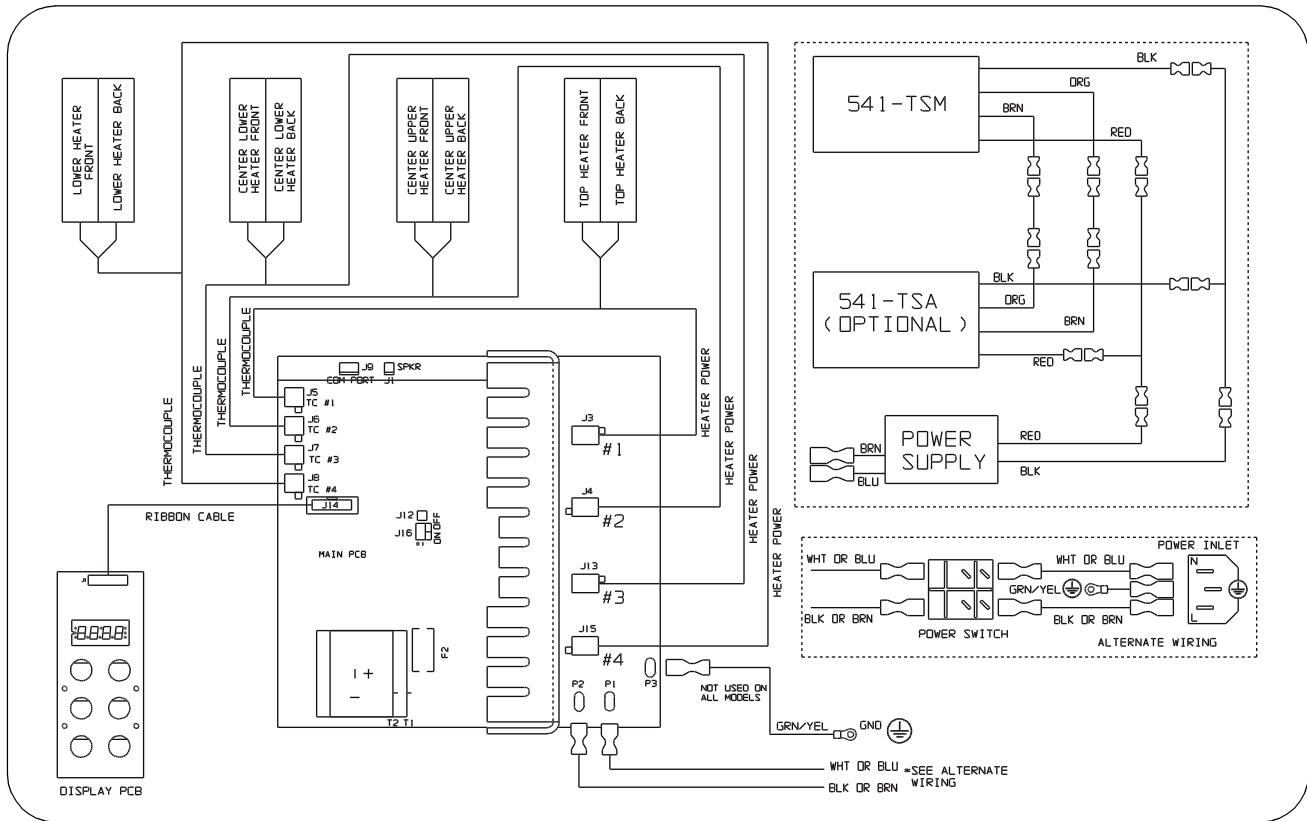 LOWER HEATER
FRONT
LOWER HEATER BACK
CENTER LOWER
HEATER FRONT
CENTER LOWER
HEATER BACK
CENTER UPPER
HEATER FRONT
CENTER UPPER
HEATER BACK
TOP HEATER FRONT
TOP HEATER BACK
THERMOCOUPLE
THERMOCOUPLE
THERMOCOUPLE
THERMOCOUPLE
J9
SPKR
COM PORT
J1
J5
TC #1
J6
TC #2
J7
TC #3
J8
TC #4
J14
RIBBON CABLE
J12
J16
ON OFF
MAIN PCB
J3
#1
J4
#2
J13
#3
J15
#4
HEATER POWER
HEATER POWER
HEATER POWER
HEATER POWER
F2
+
-
T2 T1
P2
P1
P3
NOT USED ON
ALL MODELS
GRN/YEL
GND
WHT OR BLU
BLK OR BRN
*SEE ALTERNATE
WIRING
J1
8.8.8.8
DISPLAY PCB
541-TSM
BLK
ORG
BRN
RED
541-TSA
(OPTIONAL)
BLK
ORG
BRN
RED
POWER
SUPPLY
BRN
BLU
RED
BLK
POWER INLET
WHT OR BLU
WHT OR BLU
N
GRN/YEL
L
BLK OR BRN
BLK OR BRN
POWER SWITCH
ALTERNATE WIRING